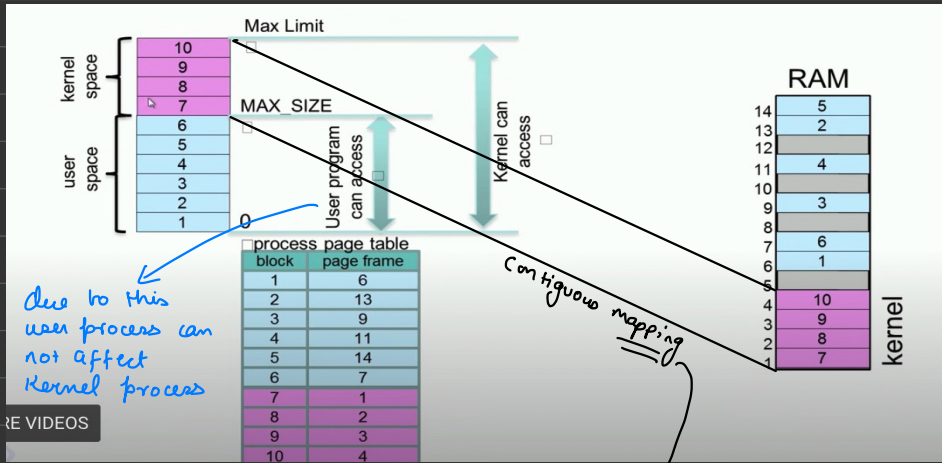 Max Limit
kernel space
10
9
8
7
MAX_SIZE
user space
6
5
4
3
2
1
0
User program can access
Kernel can access
process page table
block page frame
1 6
2 13
3 9
4 11
5 14
6 7
7 1
8 2
9 3
10 4
due to this
user process can
not affect
Kernel process
Contiguous mapping
RAM
14 5
13 2
12
11 4
10
9 3
8
7 6
6 1
5
4 10
3 9
2 8
1 7
kernel
RE VIDEOS